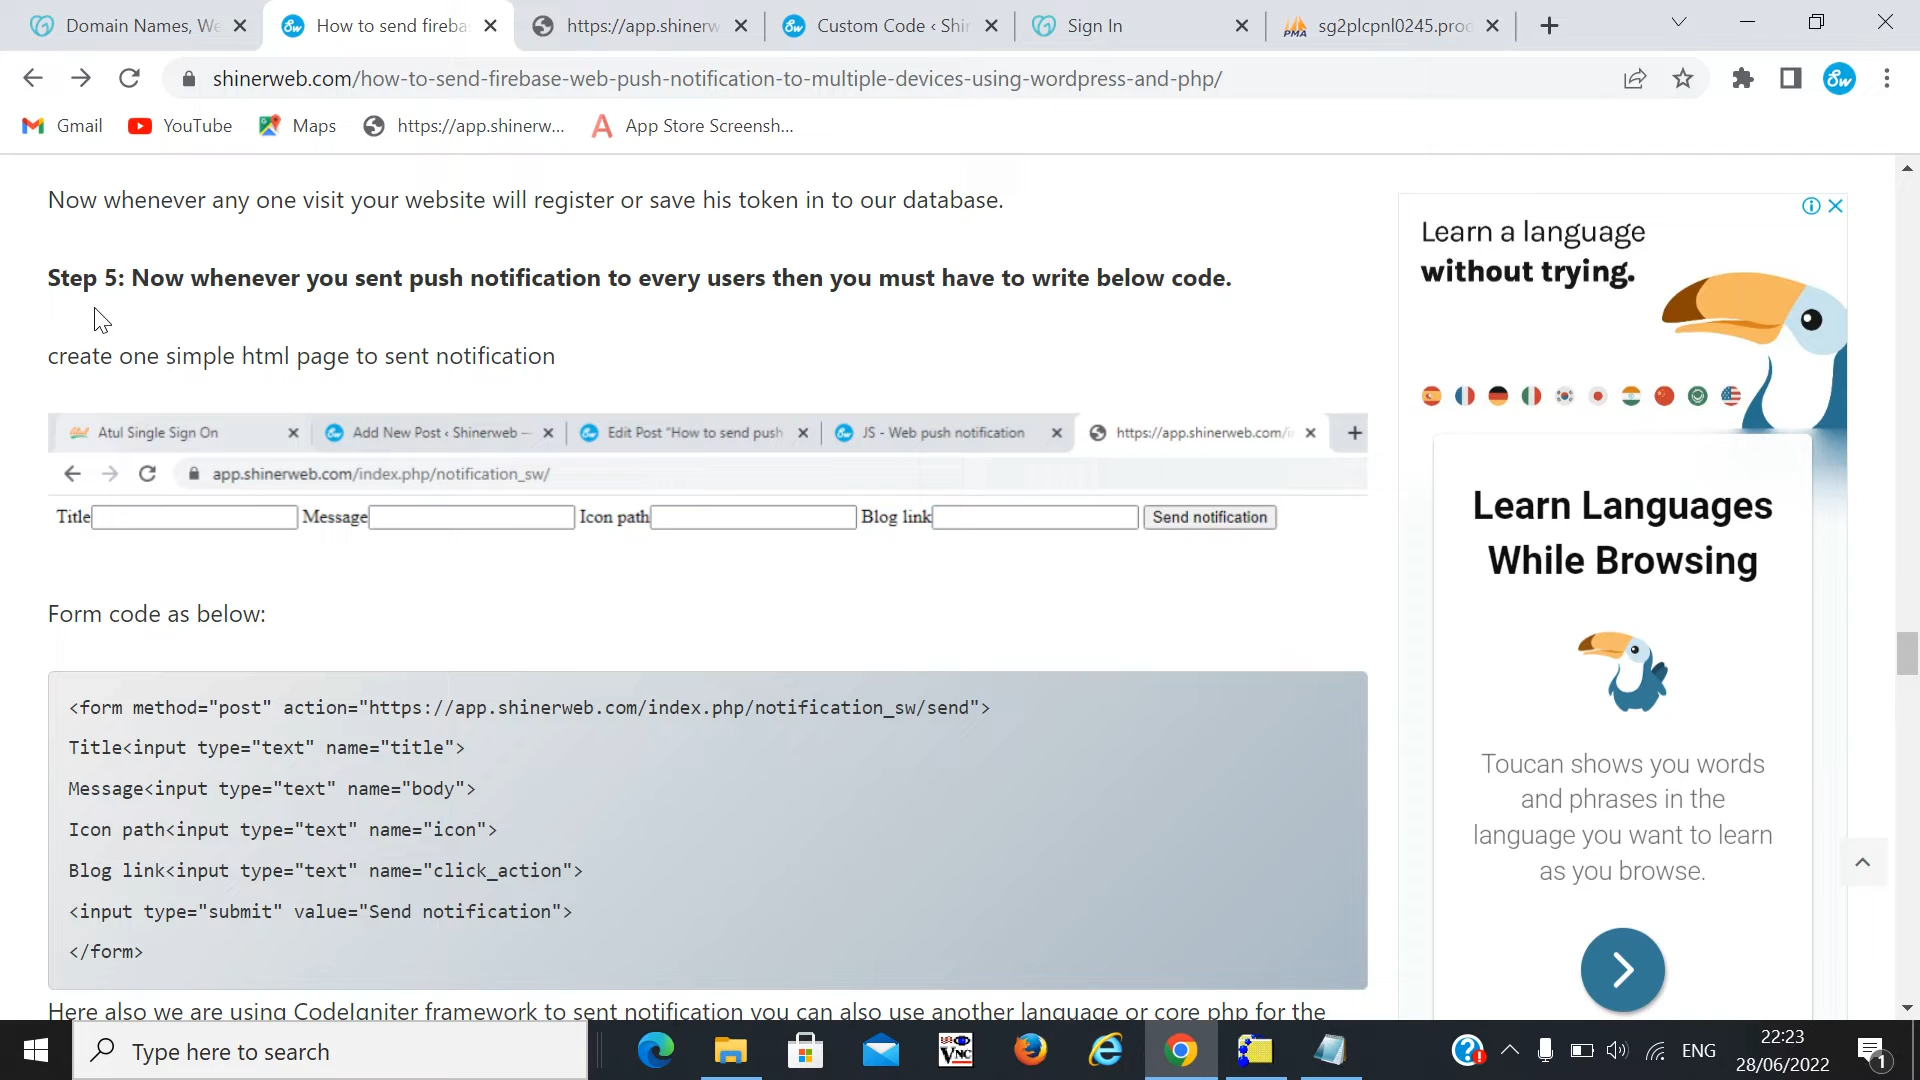 Domain Names, We
How to send fireba
https://app.shinerw
Custom Code ‹ Shi
Sign In
PMA
sg2plcpnl0245.proc
shinerweb.com/how-to-send-firebase-web-push-notification-to-multiple-devices-using-wordpress-and-php/
Sw
Gmail
YouTube
Maps
https://app.shinerw...
App Store Screensh...
Now whenever any one visit your website will register or save his token in to our database.
Step 5: Now whenever you sent push notification to every users then you must have to write below code.
create one simple html page to sent notification
Atul Single Sign On
Add New Post ‹ Shinerweb —
Edit Post "How to send push
JS - Web push notification
https://app.shinerweb.com/i
app.shinerweb.com/index.php/notification_sw/
Title
Message
Icon path
Blog link
Send notification
Form code as below:
<form method="post" action="https://app.shinerweb.com/index.php/notification_sw/send">
Title<input type="text" name="title">
Message<input type="text" name="body">
Icon path<input type="text" name="icon">
Blog link<input type="text" name="click_action">
<input type="submit" value="Send notification">
</form>
Here also we are using CodeIgniter framework to sent notification you can also use another language or core php for the
Learn a language
without trying.
Learn Languages
While Browsing
Toucan shows you words
and phrases in the
language you want to learn
as you browse.
Type here to search
VNC
ENG
22:23
28/06/2022
1